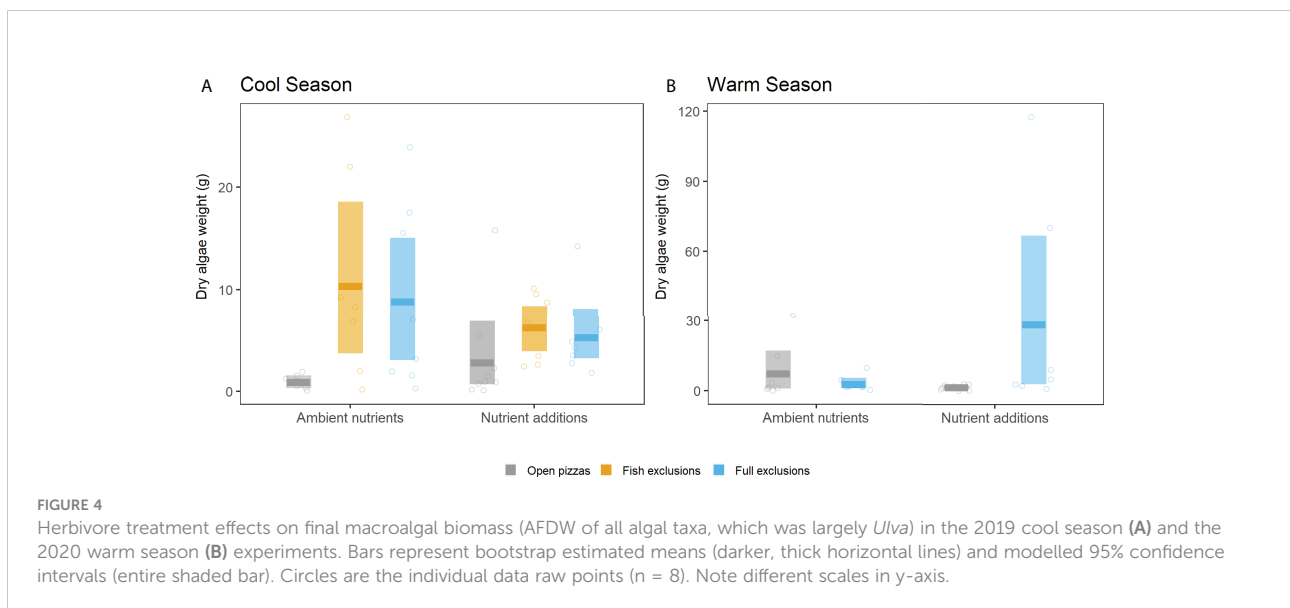 A Cool Season
B Warm Season
Dry algae weight (g)
20
10
0
Ambient nutrients
Nutrient additions
Dry algae weight (g)
120
90
60
30
0
Ambient nutrients
Nutrient additions
Open pizzas Fish exclusions Full exclusions
FIGURE 4
Herbivore treatment effects on final macroalgal biomass (AFDW of all algal taxa, which was largely Ulva) in the 2019 cool season (A) and the
2020 warm season (B) experiments. Bars represent bootstrap estimated means (darker, thick horizontal lines) and modelled 95% confidence
intervals (entire shaded bar). Circles are the individual data raw points (n = 8). Note different scales in y-axis.